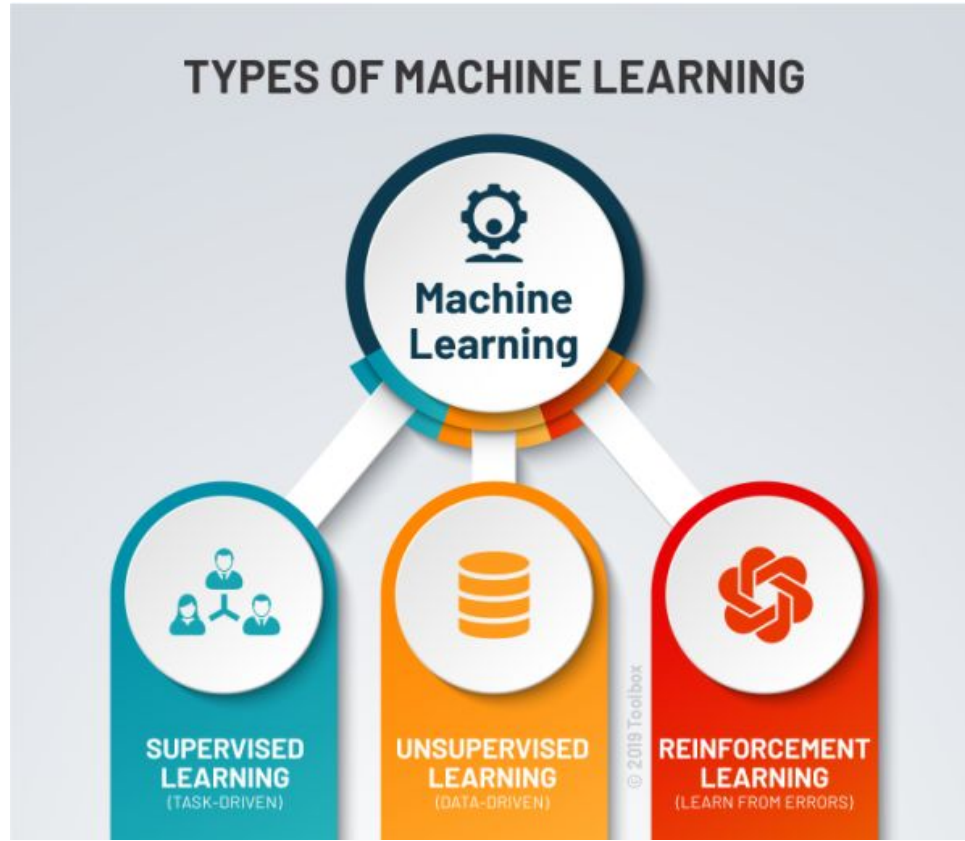 TYPES OF MACHINE LEARNING
Machine
Learning
SUPERVISED
LEARNING
(TASK-DRIVEN)
UNSUPERVISED
LEARNING
(DATA-DRIVEN)
© 2019 Toolbox
REINFORCEMENT
LEARNING
(LEARN FROM ERRORS)